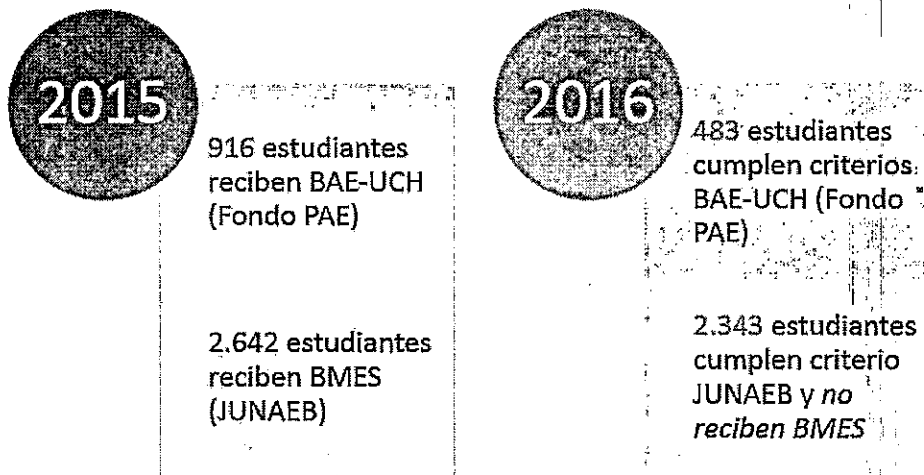 2015
916 estudiantes
reciben BAE-UCH
(Fondo PAE)
2.642 estudiantes
reciben BMES
(JUNAEB)
2016
483 estudiantes
cumplen criterios
BAE-UCH (Fondo
PAE)
2.343 estudiantes
cumplen criterio
JUNAEB y no
reciben BMES